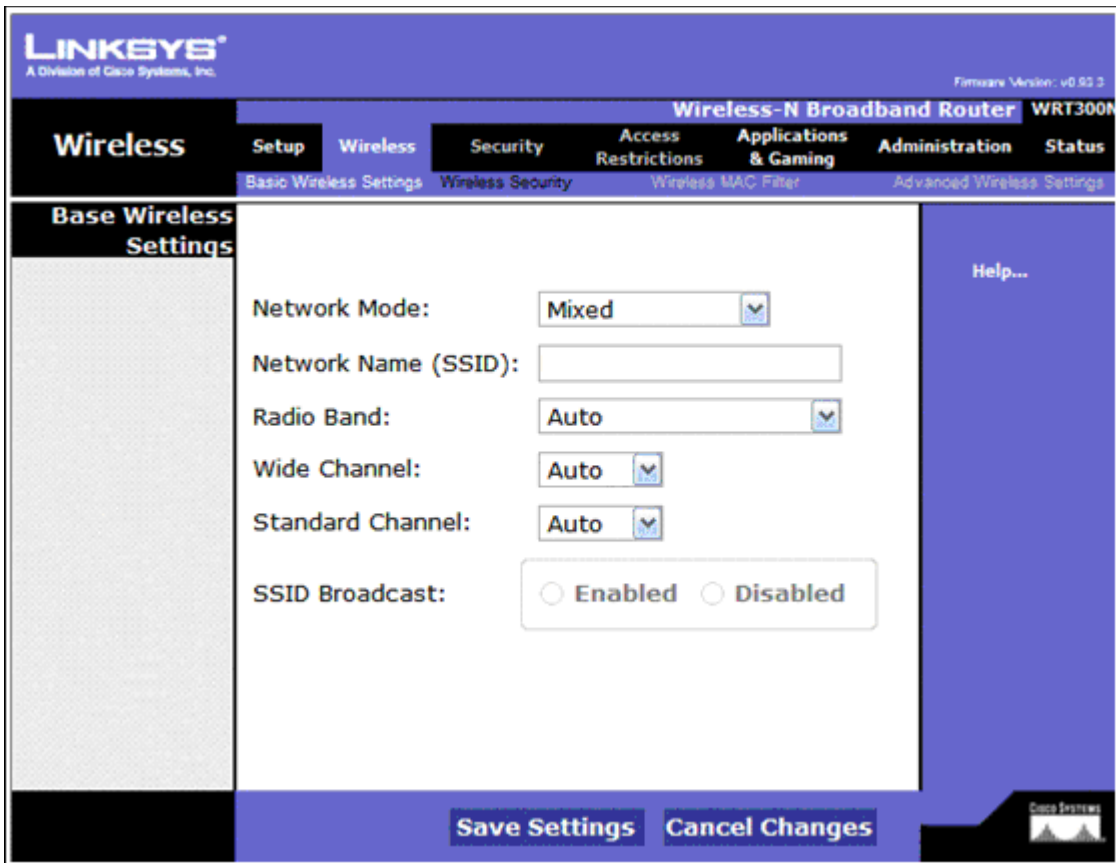 LINKSYS®
A Division of Cisco Systems, Inc.
Firmware Version: v0.93.3
Wireless-N Broadband Router WRT300N
Wireless
Setup Wireless Security Access Restrictions Applications & Gaming Administration Status
Basic Wireless Settings Wireless Security Wireless MAC Filter Advanced Wireless Settings
Base Wireless
Settings
Help...
Network Mode: Mixed
Network Name (SSID):
Radio Band: Auto
Wide Channel: Auto
Standard Channel: Auto
SSID Broadcast: Enabled Disabled
Save Settings Cancel Changes
CISCO SYSTEMS